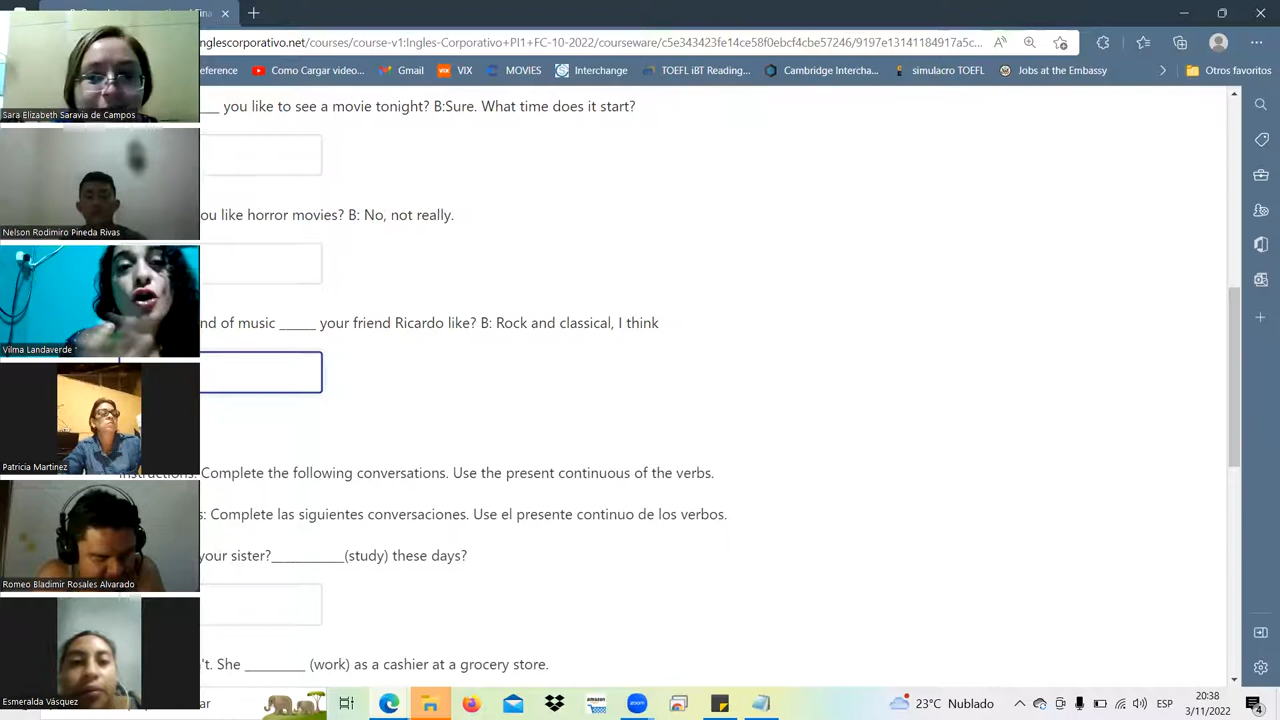 inglescorporativo.net/courses/course-v1:Ingles-Corporativo+PI1+FC-10-2022/courseware/c5e343423fe14ce58f0ebcf4cbe57246/9197e13141184917a5c...
eference
Como Cargar video...
Gmail
VIX
Interchange
TOEFL iBT Reading...
Cambridge Intercha...
simulacro
Jobs at the Embassy
Otros favoritos
Sara Elizabeth Saravia de Campos
___ you like to see a movie tonight? B:Sure. What time does it start?
Nelson Rodimiro Pineda Rivas
ou like horror movies? B: No, not really.
Vilma Landaverde
nd of music _____ your friend Ricardo like? B: Rock and classical, I think
Patricia Martinez
Instructions: Complete the following conversations. Use the present continuous of the verbs.
s: Complete las siguientes conversaciones. Use el presente continuo de los verbos.
your sister?__________(study) these days?
Romeo Bladimir Rosales Alvarado
't. She ________ (work) as a cashier at a grocery store.
Esmeralda Vásquez
ar
amazon
zoom
23°C Nublado
ESP
20:38
3/11/2022
4